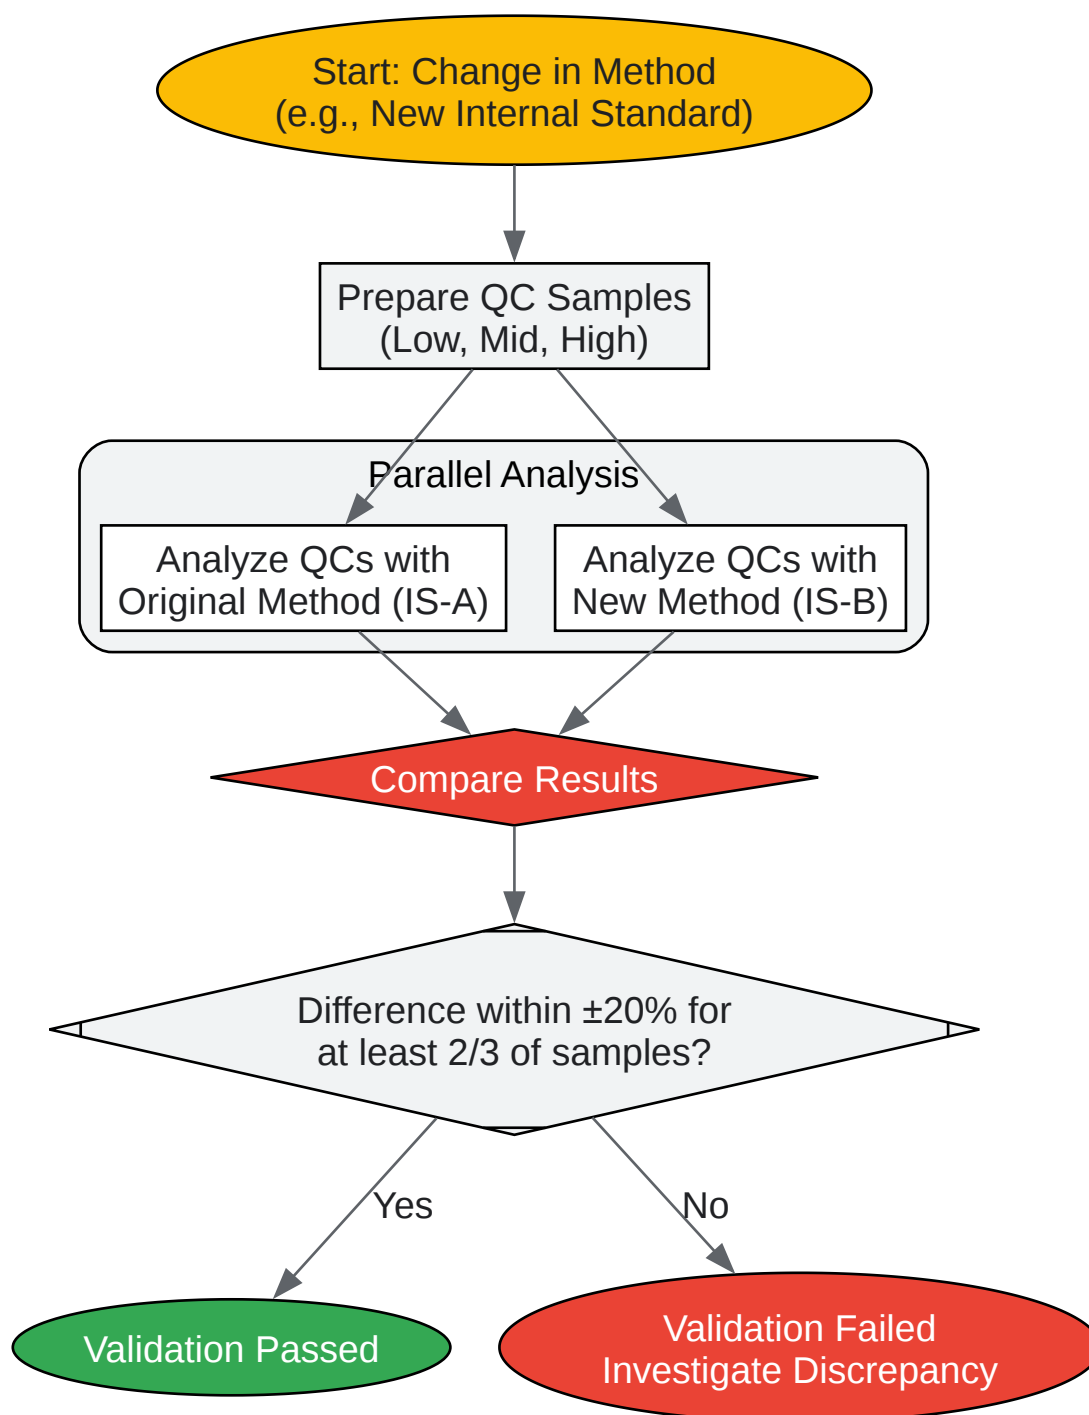 Start: Change in Method
(e.g., New Internal Standard)
Prepare QC Samples
(Low, Mid, High)
Parallel Analysis
Analyze QCs with
Original Method (IS-A)
Analyze QCs with
New Method (IS-B)
Compare Results
Difference within ±20% for
at least 2/3 of samples?
Yes
No
Validation Passed
Validation Failed
Investigate Discrepancy